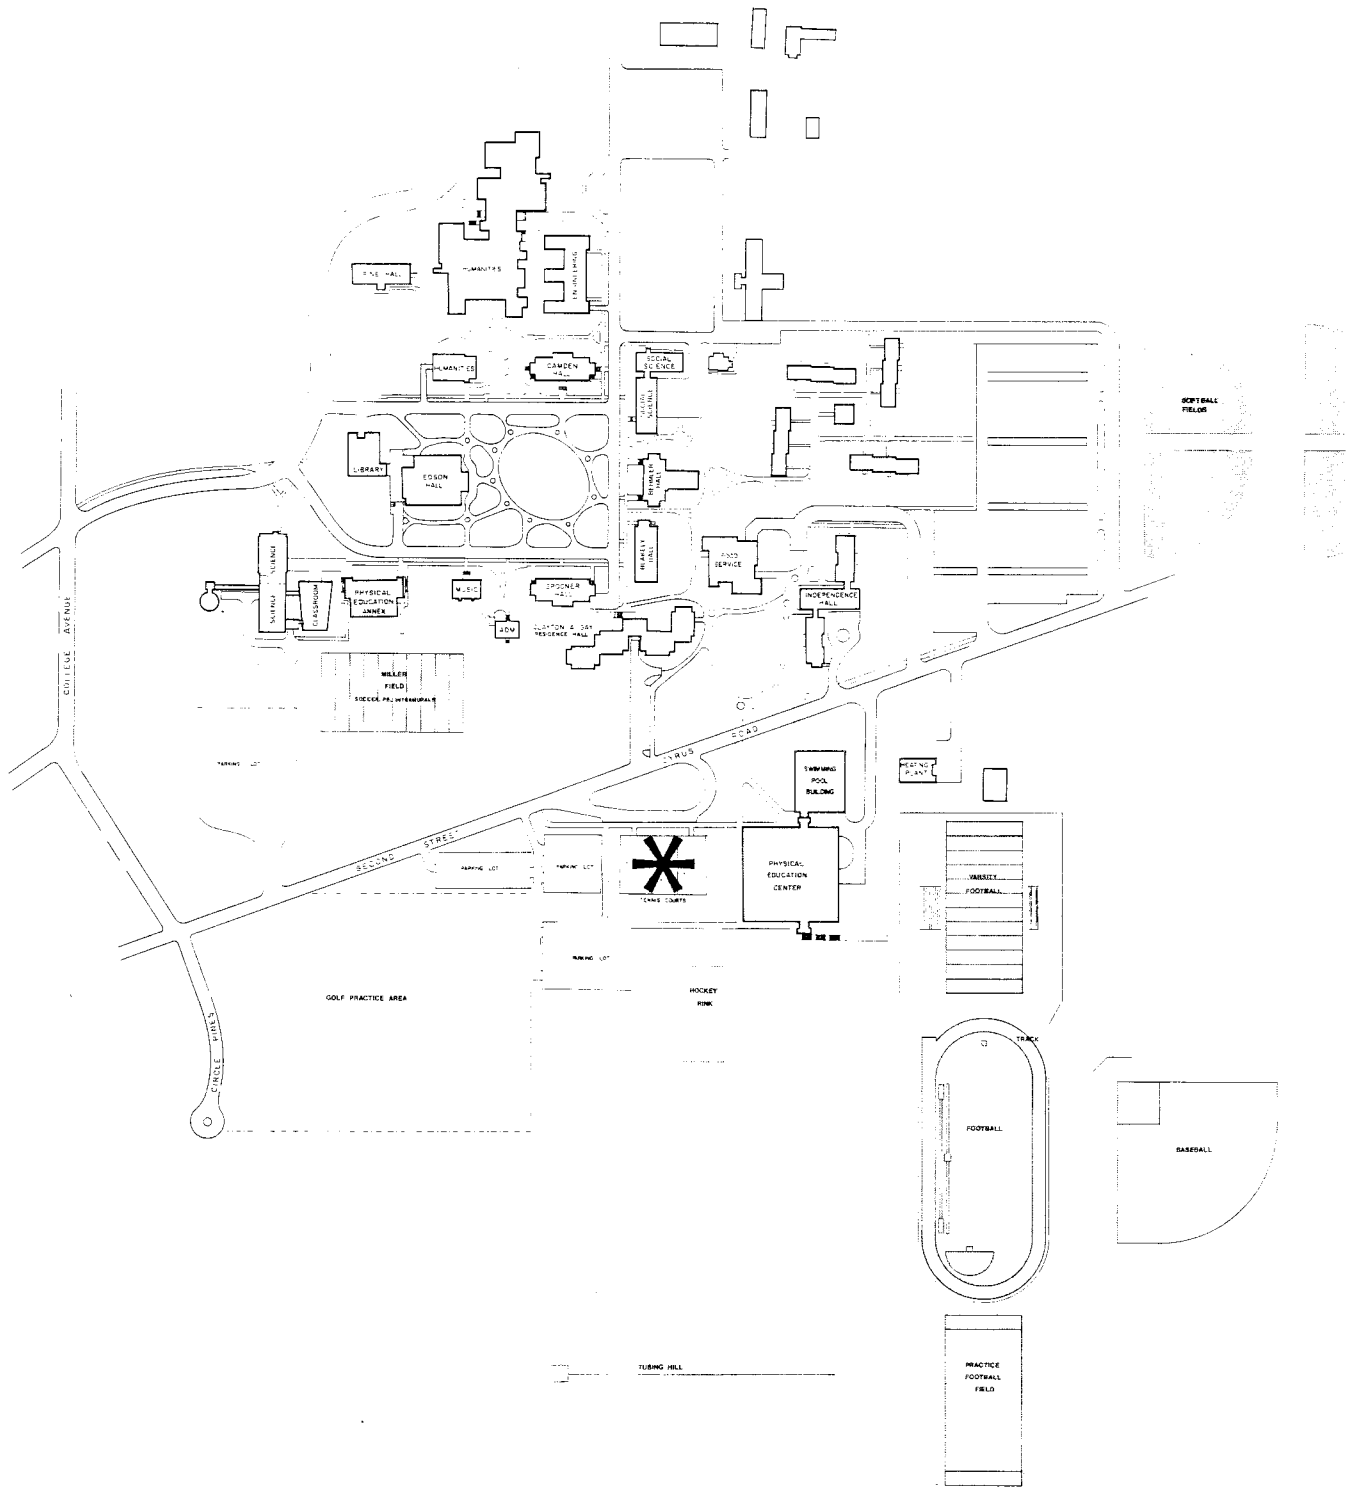 PINE HALL
HUMANITIES
ENGINEERING
HUMANITIES
CAMDEN
HALL
SOCIAL
SCIENCE
SOCIAL SCIENCE
SOFTBALL
FIELDS
LIBRARY
EDSON
HALL
BEHMLER
HALL
SCIENCE
SCIENCE
CLASSROOM
PHYSICAL
EDUCATION
ANNEX
MUSIC
SPOONER
HALL
BLAKELY
HALL
FOOD
SERVICE
INDEPENDENCE
HALL
ADM
CLAYTON A GAY
RESIDENCE HALL
COLLEGE AVENUE
MILLER
FIELD
PARKING LOT
CYRUS ROAD
SWIMMING
POOL
BUILDING
HEATING
PLANT
SECOND STREET
PARKING LOT
PARKING LOT
TENNIS COURTS
PHYSICAL
EDUCATION
CENTER
VARSITY
FOOTBALL
PARKING LOT
GOLF PRACTICE AREA
HOCKEY
RINK
CIRCLE PINES
TRACK
FOOTBALL
BASEBALL
TUBING HILL
PRACTICE
FOOTBALL
FIELD